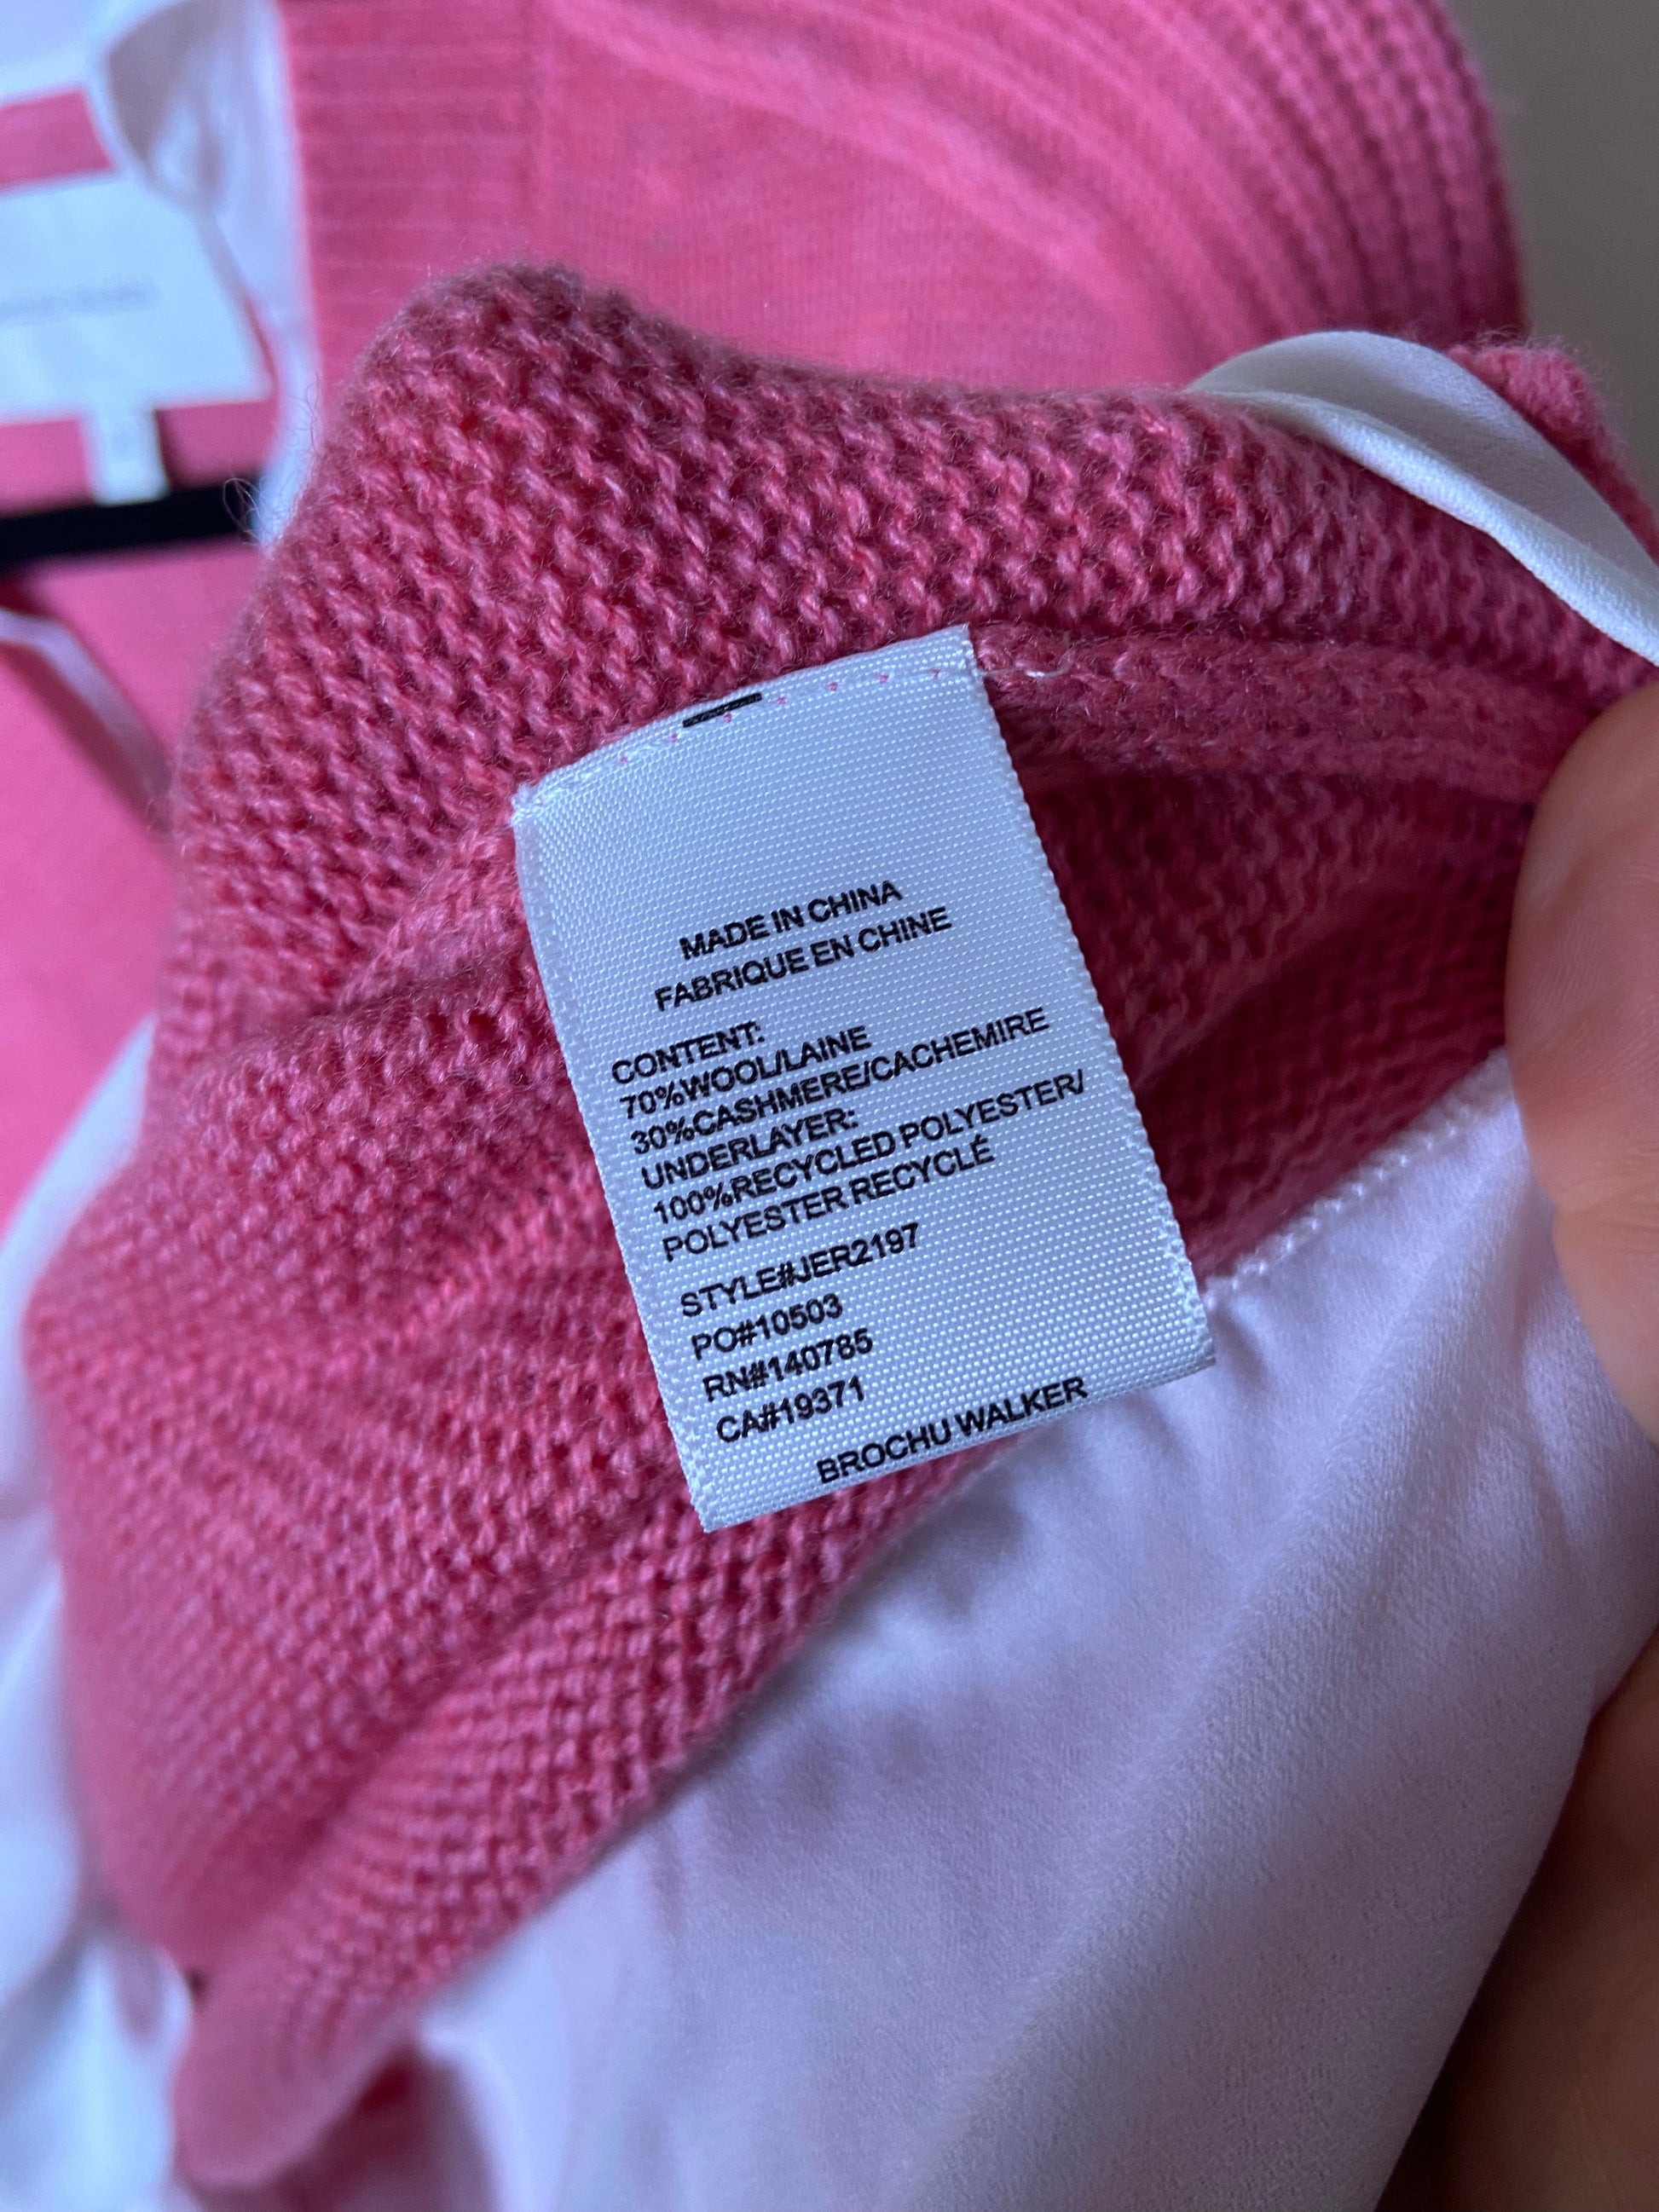 MADE IN CHINA
FABRIQUE EN CHINE
CONTENT:
70%WOOL/LAINE
30%CASHMERE/CACHEMIRE
UNDERLAYER:
100%RECYCLED POLYESTER/
POLYESTER RECYCLÉ
STYLE#JER2197
PO#10503
RN#140785
CA#19371
BROCHU WALKER